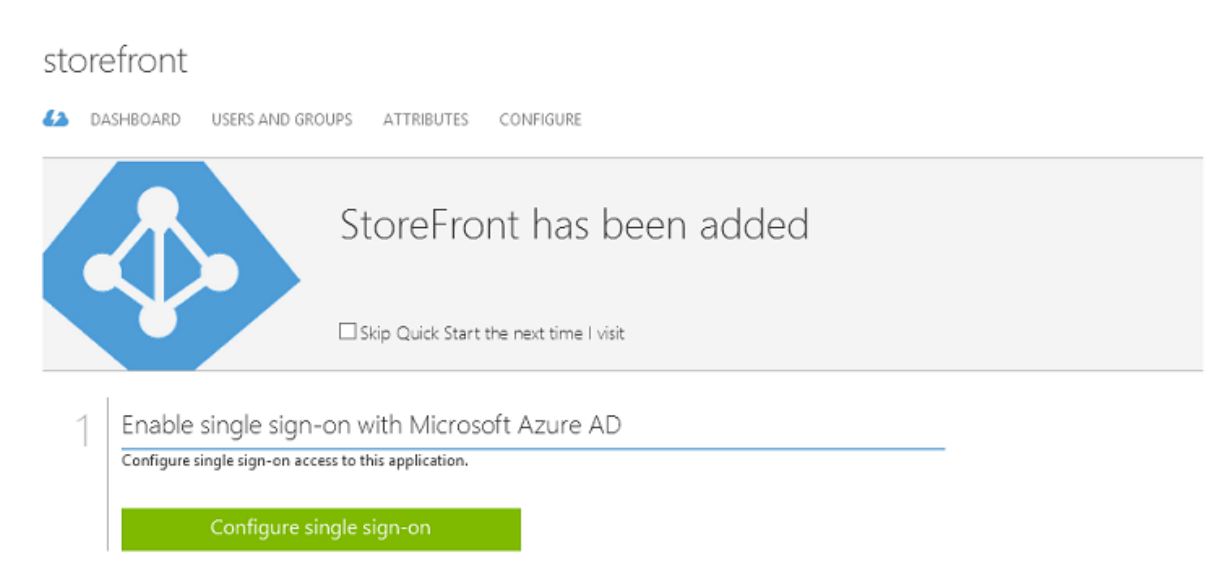 storefront
DASHBOARD USERS AND GROUPS ATTRIBUTES CONFIGURE
StoreFront has been added
Skip Quick Start the next time I visit
1 Enable single sign-on with Microsoft Azure AD
Configure single sign-on access to this application.
Configure single sign-on